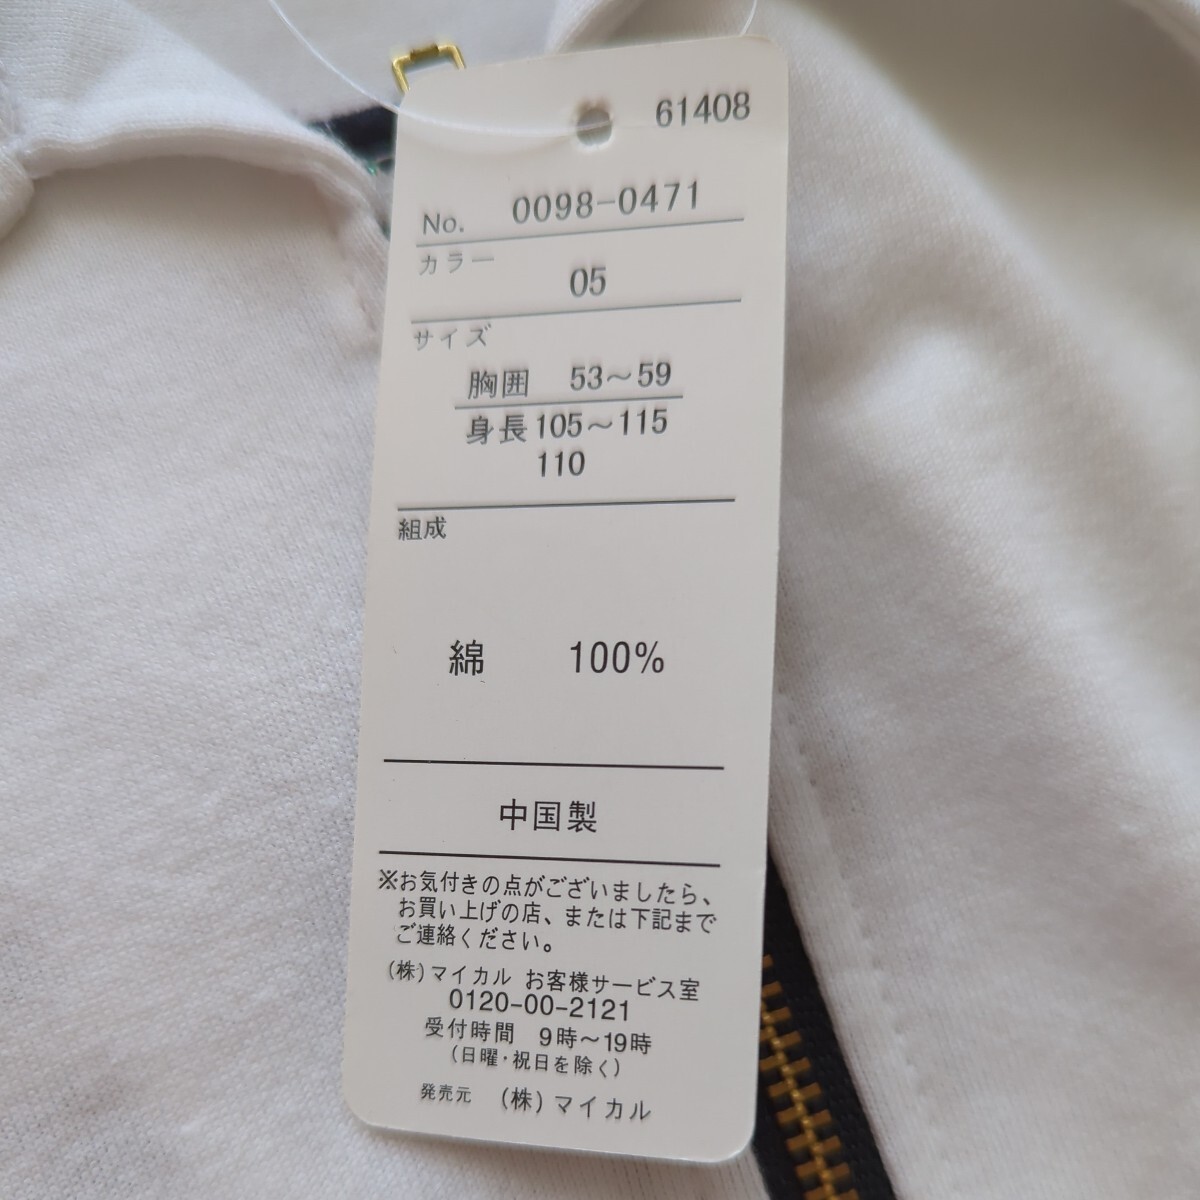 61408
No. 0098-0471
カラー
05
サイズ
胸囲 53～59
身長105～115
110
組成
綿 100%
中国製
※お気付きの点がございましたら、
お買い上げの店、または下記まで
ご連絡ください。
(株)マイカル お客様サービス室
0120-00-2121
受付時間 9時～19時
(日曜・祝日を除く)
発売元 (株)マイカル